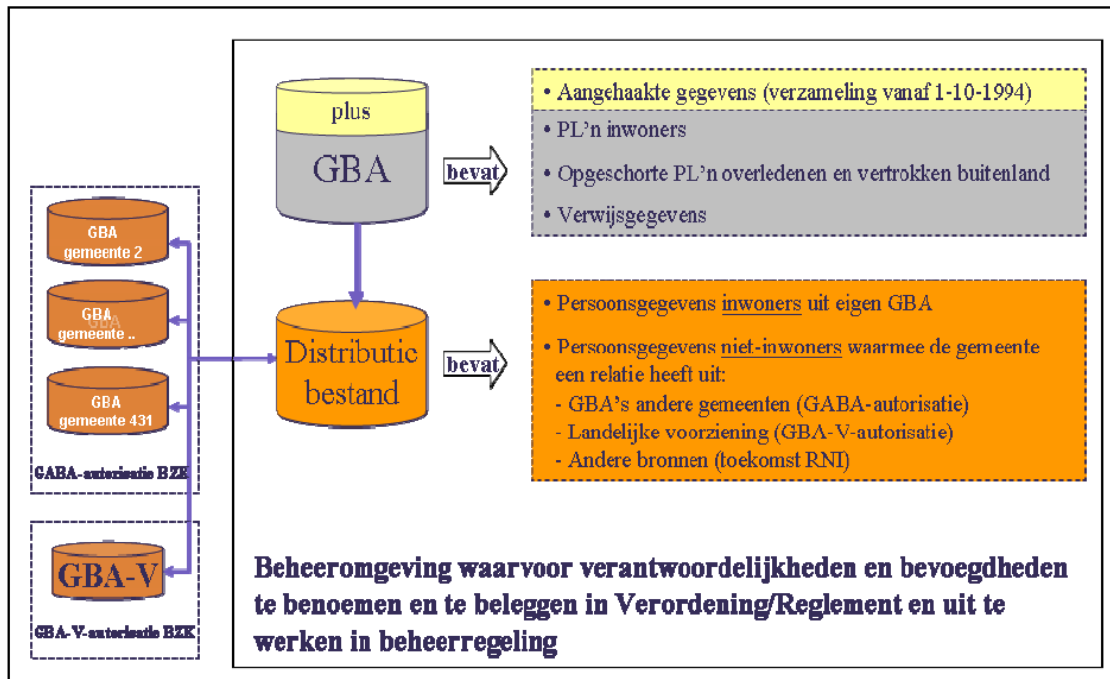 plus
GBA
bevat
• Aangehaakte gegevens (verzameling vanaf 1-10-1994)
• PL'n inwoners
• Opgeschorte PL'n overledenen en vertrokken buitenland
• Verwijsgegevens
GBA
gemeente 2
GBA
gemeente ..
GBA
gemeente 431
GABA-autorisatie BZK
GBA-V
GBA-V-autorisatie BZK
Distributie
bestand
bevat
• Persoonsgegevens inwoners uit eigen GBA
• Persoonsgegevens niet-inwoners waarmee de gemeente
een relatie heeft uit:
- GBA's andere gemeenten (GABA-autorisatie)
- Landelijke voorziening (GBA-V-autorisatie)
- Andere bronnen (toekomst RNI)
Beheeromgeving waarvoor verantwoordelijkheden en bevoegdheden
te benoemen en te beleggen in Verordening/Reglement en uit te
werken in beheerregeling